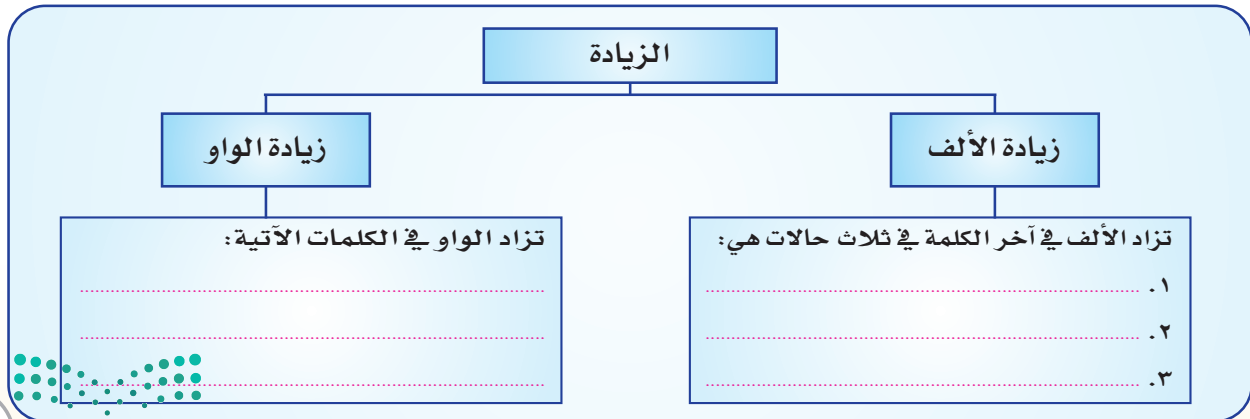 الزيادة
زيادة الألف
زيادة الواو
تزاد الألف في آخر الكلمة في ثلاث حالات هي:
١. ................................................
٢. ................................................
٣. ................................................
تزاد الواو في الكلمات الآتية:
................................................
................................................
................................................